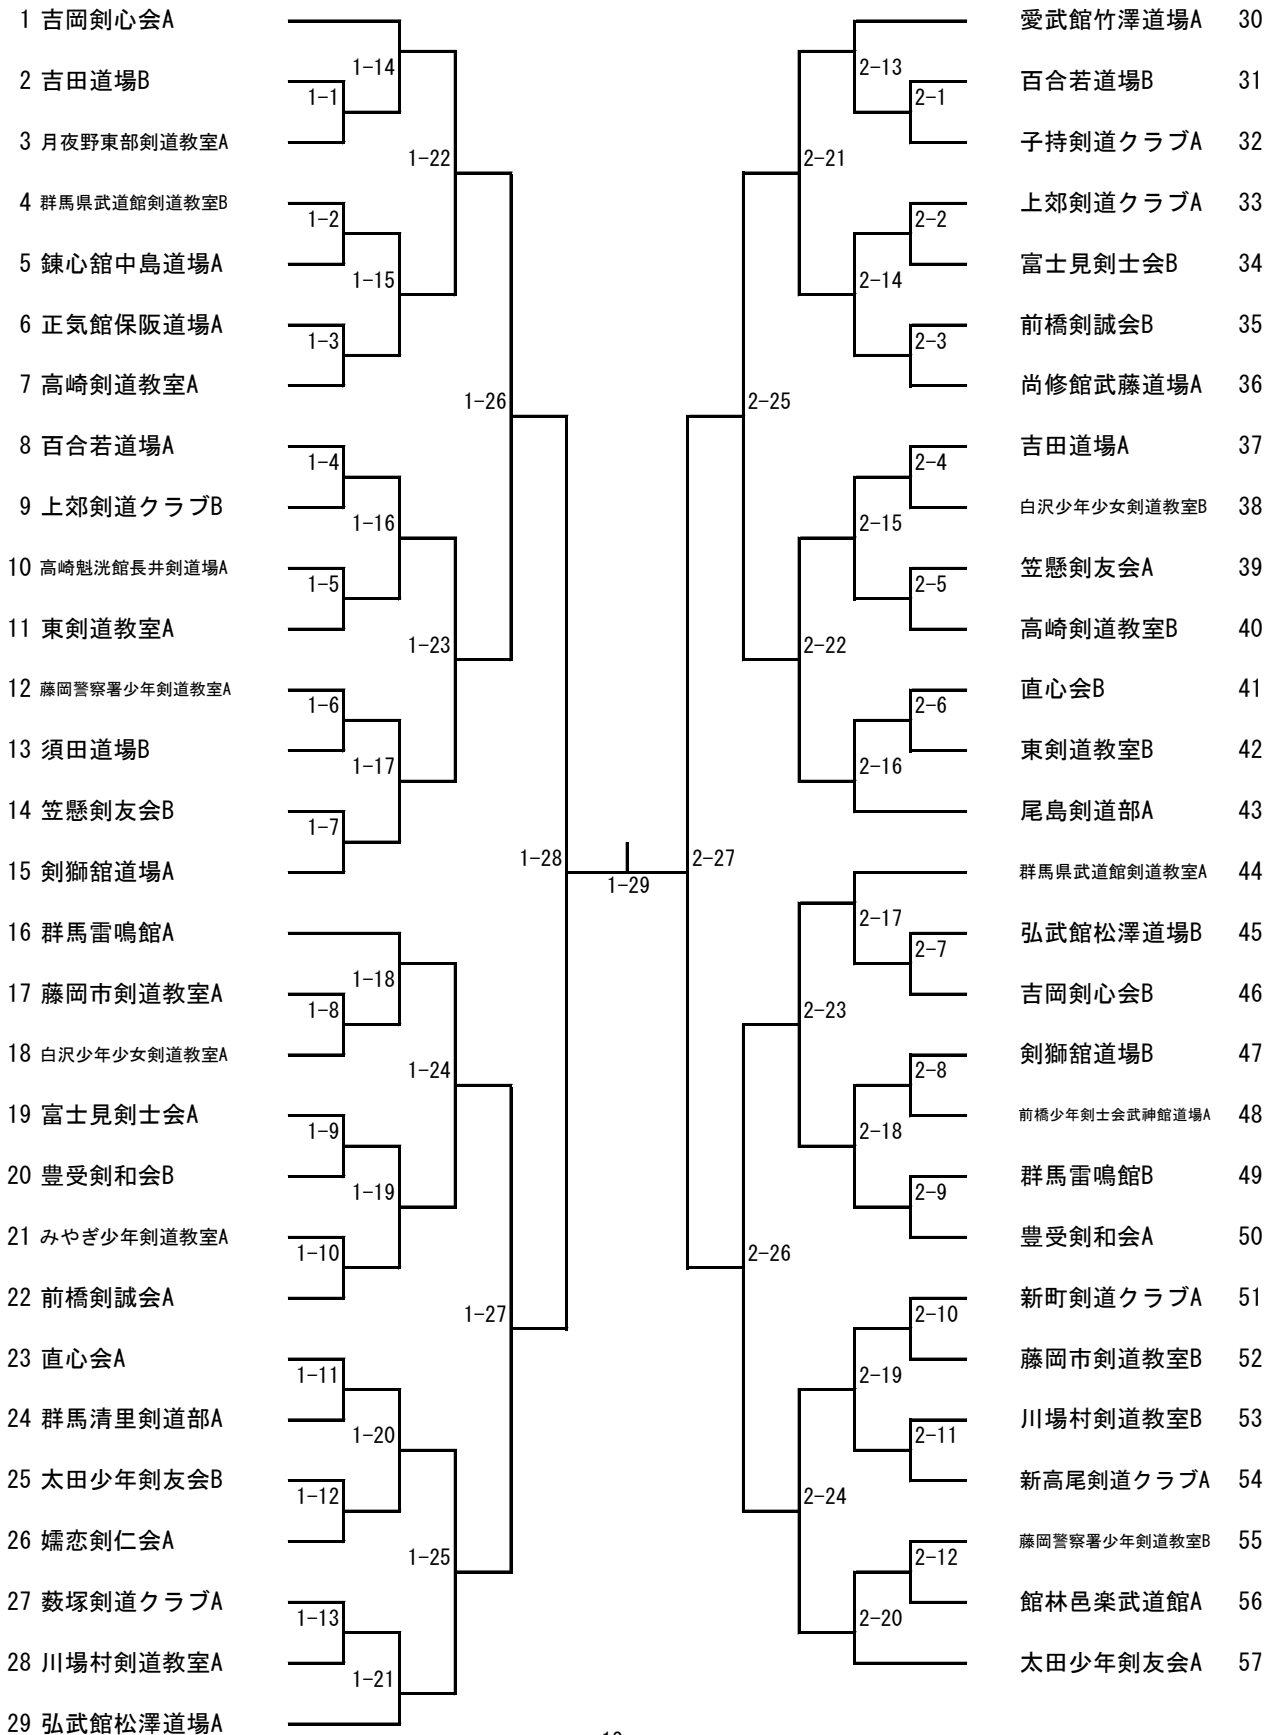 1 吉岡剣心会A
2 吉田道場B
3 月夜野東部剣道教室A
4 群馬県武道館剣道教室B
5 錬心舘中島道場A
6 正気館保阪道場A
7 高崎剣道教室A
8 百合若道場A
9 上郊剣道クラブB
10 高崎魁洸館長井剣道場A
11 東剣道教室A
12 藤岡警察署少年剣道教室A
13 須田道場B
14 笠懸剣友会B
15 剣獅舘道場A
16 群馬雷鳴館A
17 藤岡市剣道教室A
18 白沢少年少女剣道教室A
19 富士見剣士会A
20 豊受剣和会B
21 みやぎ少年剣道教室A
22 前橋剣誠会A
23 直心会A
24 群馬清里剣道部A
25 太田少年剣友会B
26 嬬恋剣仁会A
27 薮塚剣道クラブA
28 川場村剣道教室A
29 弘武館松澤道場A
1-1
1-2
1-3
1-4
1-5
1-6
1-7
1-8
1-9
1-10
1-11
1-12
1-13
1-14
1-15
1-16
1-17
1-18
1-19
1-20
1-21
1-22
1-23
1-24
1-25
1-26
1-27
1-28
1-29
2-27
2-25
2-26
2-21
2-22
2-23
2-24
2-13
2-14
2-15
2-16
2-17
2-18
2-19
2-20
2-1
2-2
2-3
2-4
2-5
2-6
2-7
2-8
2-9
2-10
2-11
2-12
愛武館竹澤道場A 30
百合若道場B 31
子持剣道クラブA 32
上郊剣道クラブA 33
富士見剣士会B 34
前橋剣誠会B 35
尚修館武藤道場A 36
吉田道場A 37
白沢少年少女剣道教室B 38
笠懸剣友会A 39
高崎剣道教室B 40
直心会B 41
東剣道教室B 42
尾島剣道部A 43
群馬県武道館剣道教室A 44
弘武館松澤道場B 45
吉岡剣心会B 46
剣獅舘道場B 47
前橋少年剣士会武神館道場A 48
群馬雷鳴館B 49
豊受剣和会A 50
新町剣道クラブA 51
藤岡市剣道教室B 52
川場村剣道教室B 53
新高尾剣道クラブA 54
藤岡警察署少年剣道教室B 55
館林邑楽武道館A 56
太田少年剣友会A 57